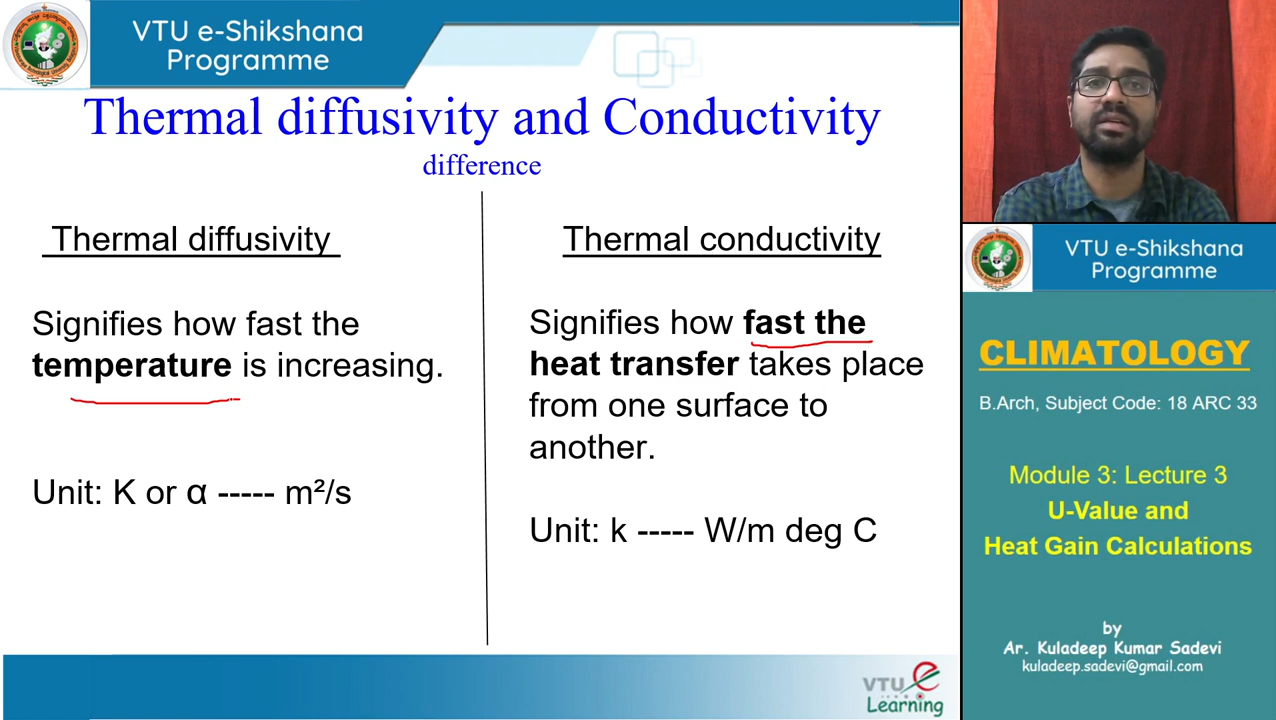 VTU e-Shikshana
Programme
Thermal diffusivity and Conductivity
difference
Thermal diffusivity
Signifies how fast the
temperature is increasing.
Unit: K or α ----- m²/s
Thermal conductivity
Signifies how fast the
heat transfer takes place
from one surface to
another.
Unit: k ----- W/m deg C
VTU e
Learning
VTU e-Shikshana
Programme
CLIMATOLOGY
B.Arch, Subject Code: 18 ARC 33
Module 3: Lecture 3
U-Value and
Heat Gain Calculations
by
Ar. Kuladeep Kumar Sadevi
kuladeep.sadevi@gmail.com